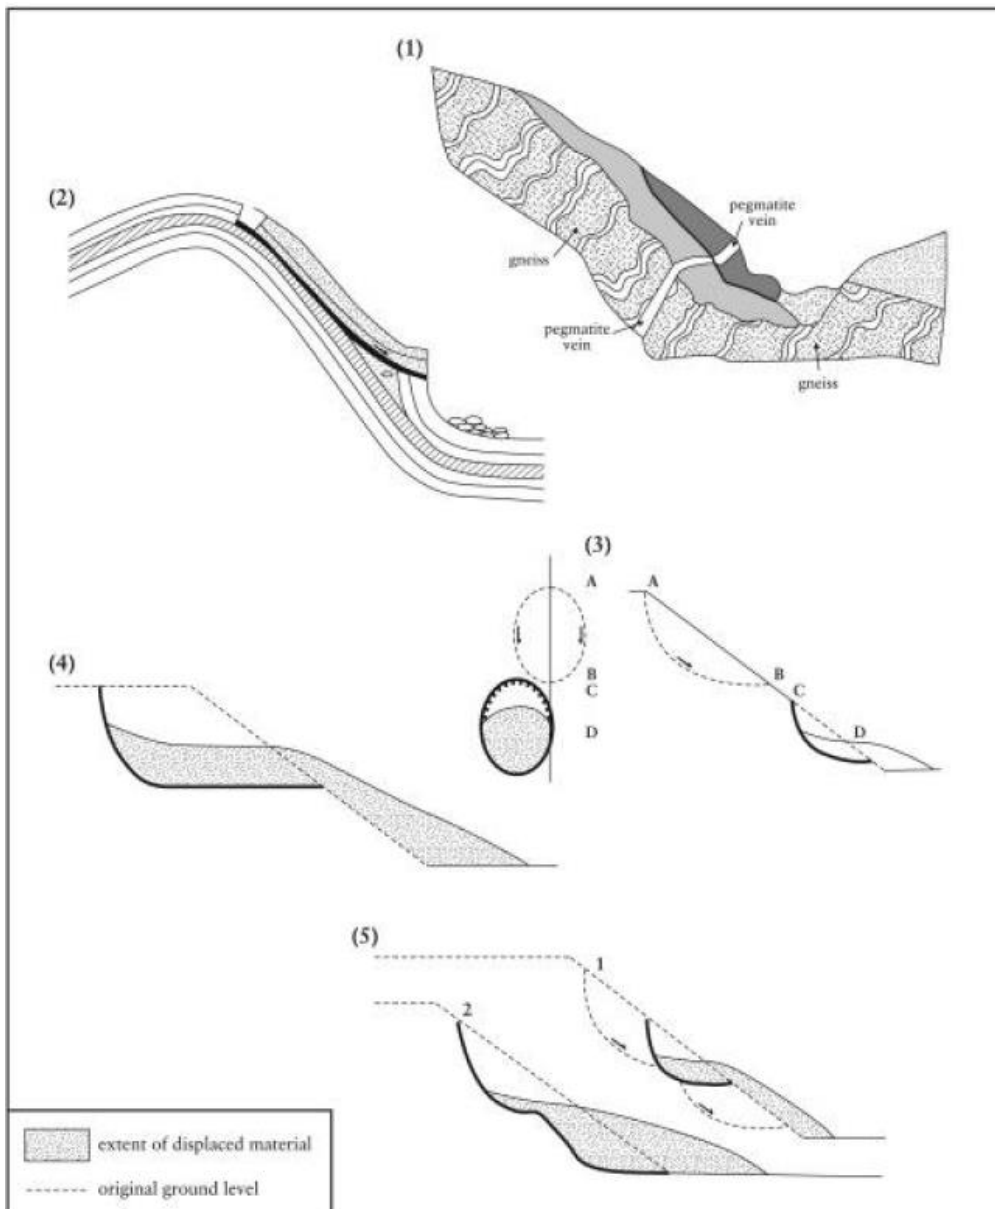 (1)
pegmatite
vein
gneiss
pegmatite
vein
gneiss
(2)
(3)
A
B
C
D
A
B
C
D
(4)
(5)
1
2
extent of displaced material
original ground level